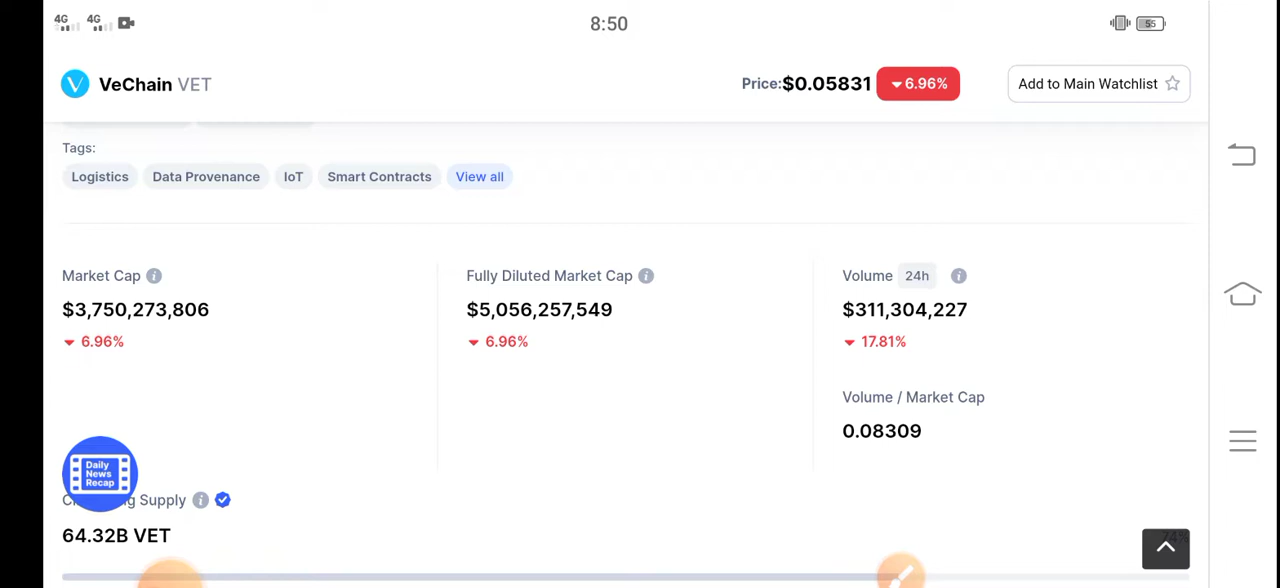 4G 4G 8:50 55
VeChain VET Price:$0.05831 6.96% Add to Main Watchlist
Tags:
Logistics Data Provenance IoT Smart Contracts View all
Market Cap Fully Diluted Market Cap Volume 24h
$3,750,273,806 $5,056,257,549 $311,304,227
6.96% 6.96% 17.81%
Volume / Market Cap
0.08309
Daily
News
Recap
Supply
64.32B VET
74%